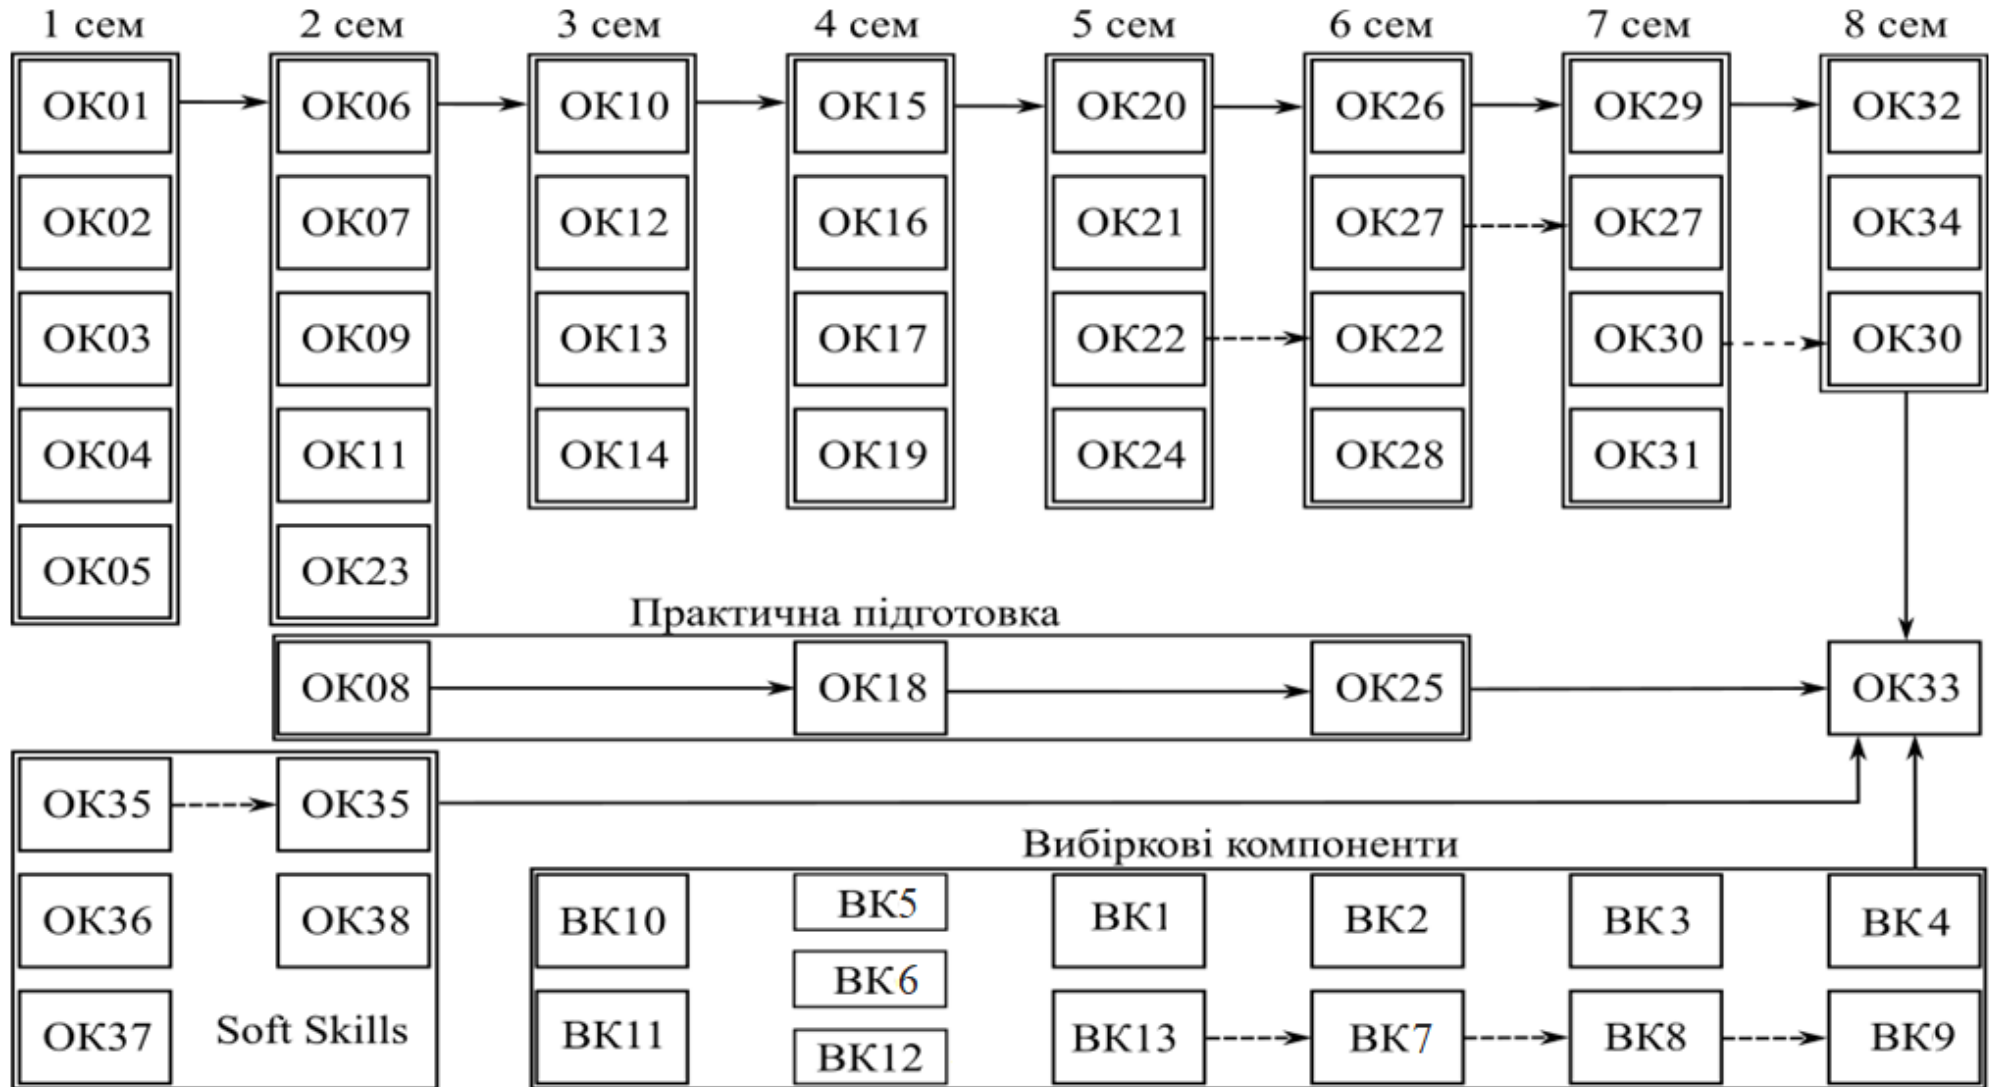 1 сем 2 сем 3 сем 4 сем 5 сем 6 сем 7 сем 8 сем
ОК01 ОК06 ОК10 ОК15 ОК20 ОК26 ОК29 ОК32
ОК02 ОК07 ОК12 ОК16 ОК21 ОК27 ОК27 ОК34
ОК03 ОК09 ОК13 ОК17 ОК22 ОК22 ОК30 ОК30
ОК04 ОК11 ОК14 ОК19 ОК24 ОК28 ОК31
ОК05 ОК23
Практична підготовка
ОК08 ОК18 ОК25 ОК33
ОК35 ОК35
Вибіркові компоненти
ОК36 ОК38 ВК10 ВК5 ВК1 ВК2 ВК3 ВК4
ВК6
ОК37 Soft Skills ВК11 ВК12 ВК13 ВК7 ВК8 ВК9